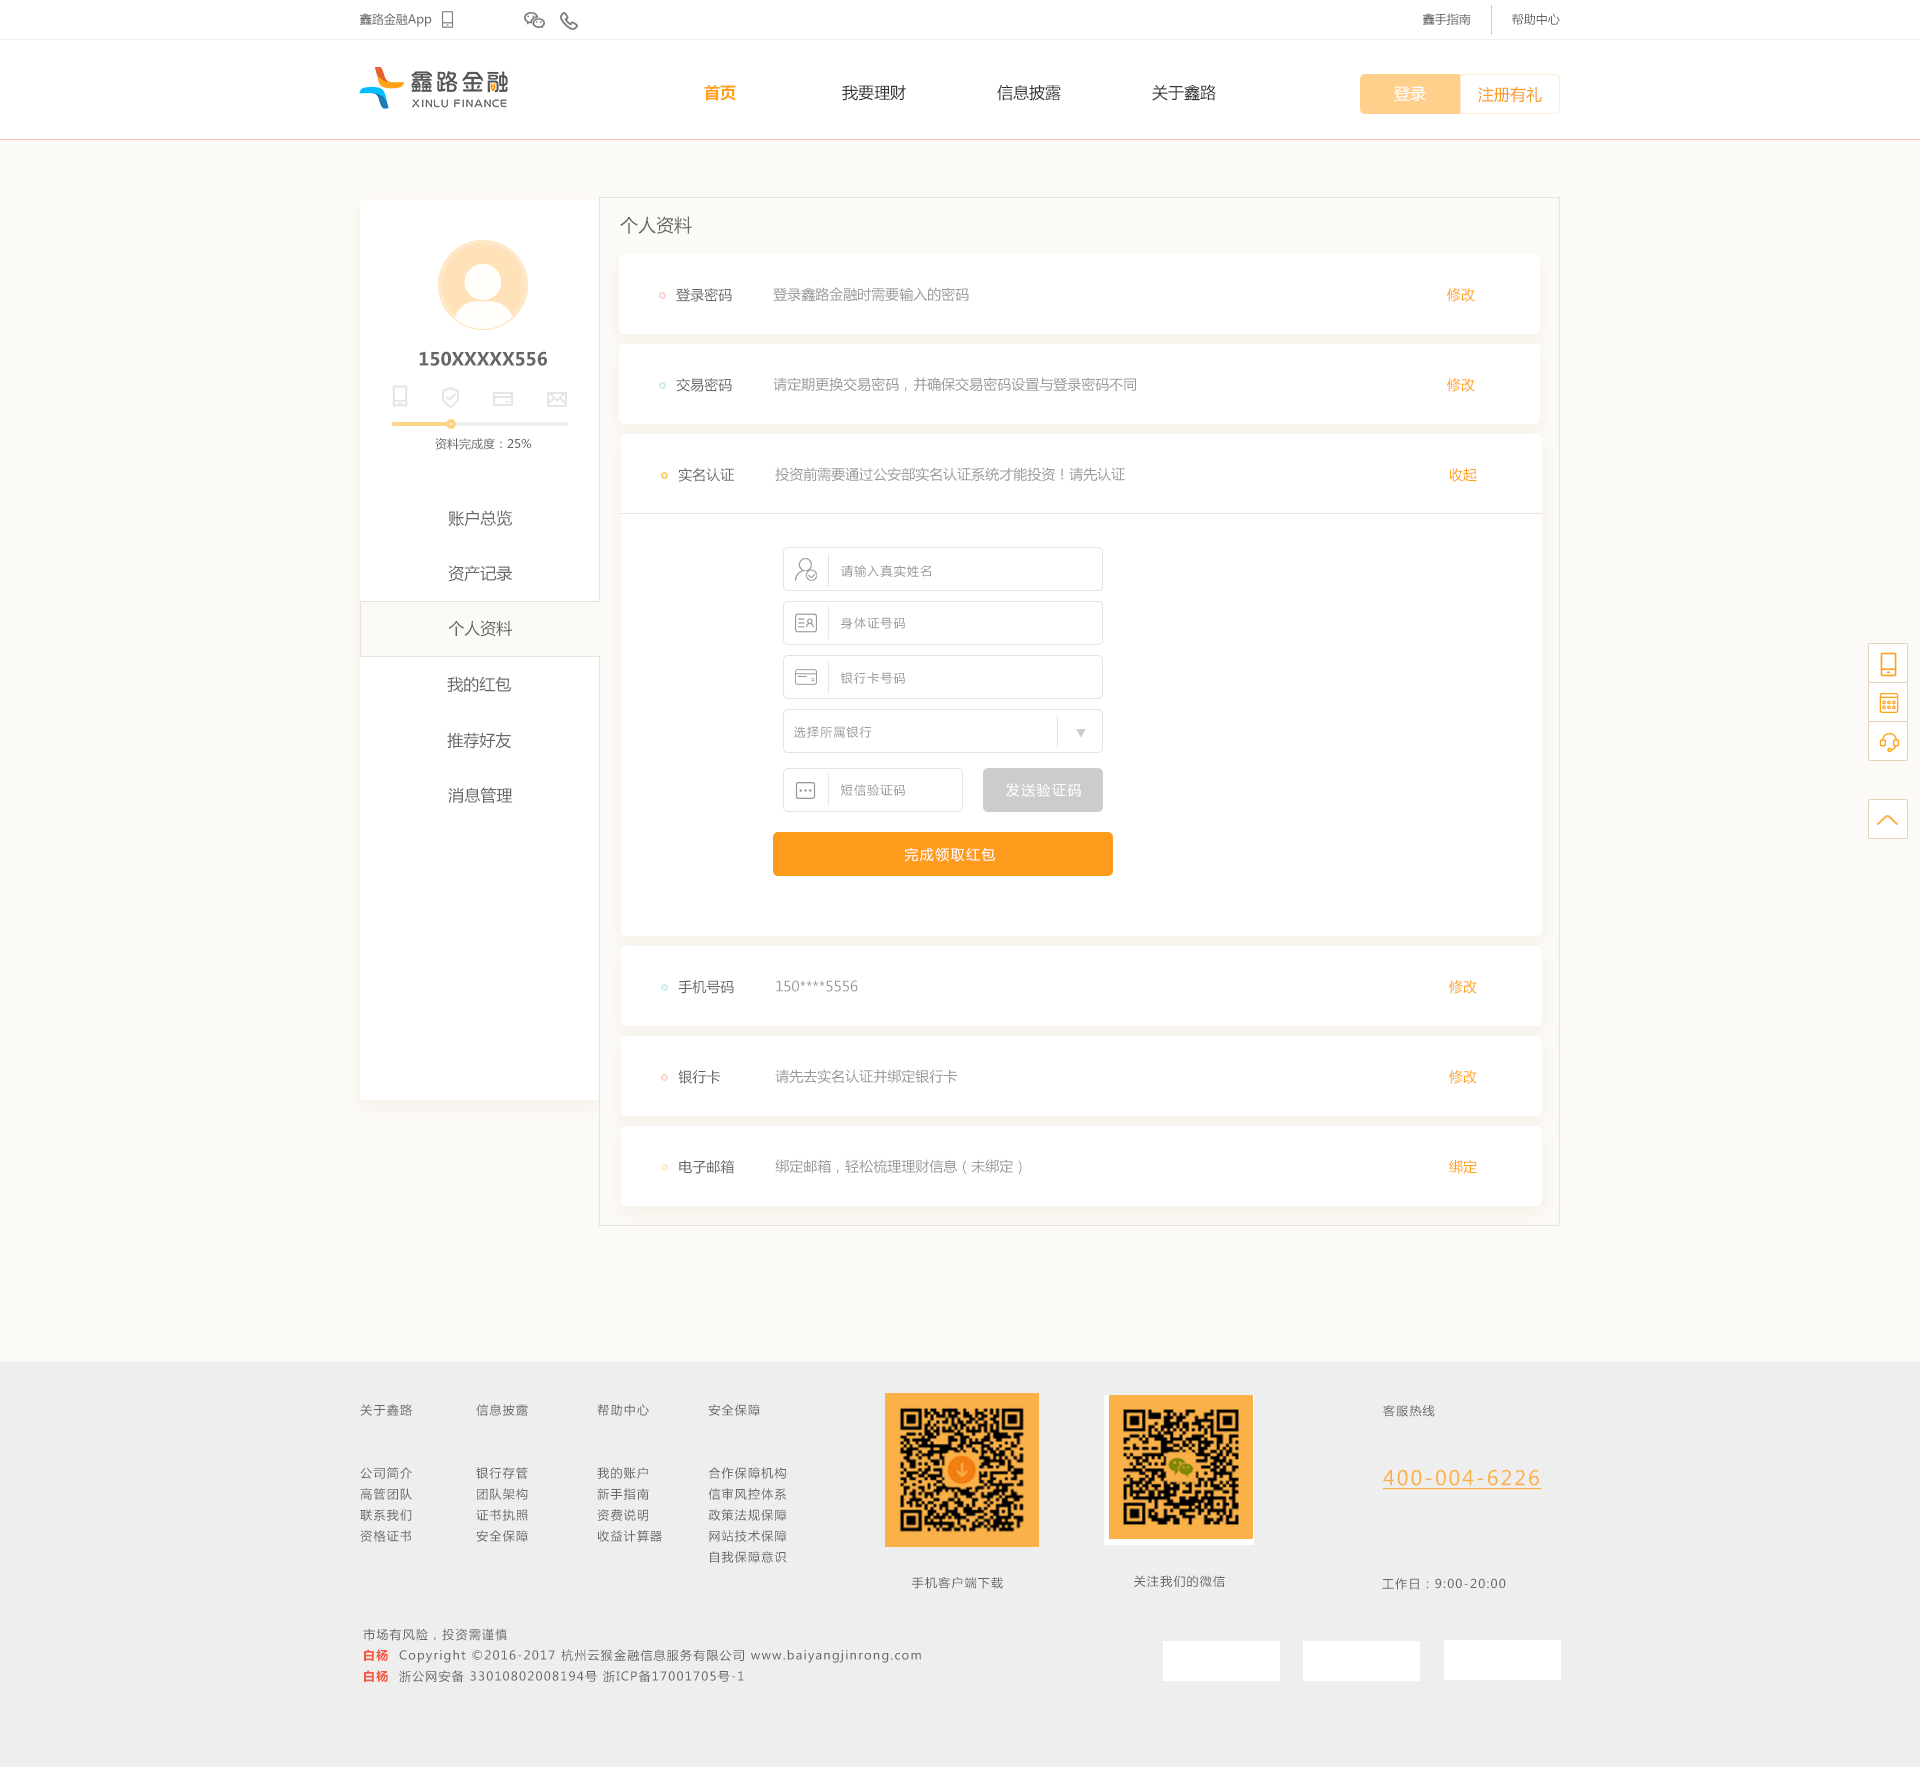 鑫路金融App
鑫手指南
帮助中心
鑫路金融
XINLU FINANCE
首页
我要理财
信息披露
关于鑫路
登录
注册有礼
150XXXXX556
资料完成度：25%
账户总览
资产记录
个人资料
我的红包
推荐好友
消息管理
个人资料
登录密码
登录鑫路金融时需要输入的密码
修改
交易密码
请定期更换交易密码，并确保交易密码设置与登录密码不同
修改
实名认证
投资前需要通过公安部实名认证系统才能投资！请先认证
收起
请输入真实姓名
身体证号码
银行卡号码
选择所属银行
短信验证码
发送验证码
完成领取红包
手机号码
150****5556
修改
银行卡
请先去实名认证并绑定银行卡
修改
电子邮箱
绑定邮箱，轻松梳理理财信息（未绑定）
绑定
关于鑫路
公司简介
高管团队
联系我们
资格证书
信息披露
银行存管
团队架构
证书执照
安全保障
帮助中心
我的账户
新手指南
资费说明
收益计算器
安全保障
合作保障机构
信审风控体系
政策法规保障
网站技术保障
自我保障意识
手机客户端下载
关注我们的微信
客服热线
400-004-6226
工作日：9:00-20:00
市场有风险，投资需谨慎
白杨 Copyright ©2016-2017 杭州云猴金融信息服务有限公司 www.baiyangjinrong.com
白杨 浙公网安备 33010802008194号 浙ICP备17001705号-1